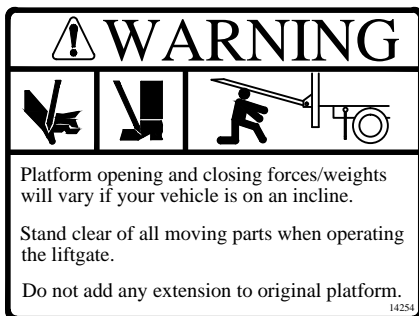 WARNING
Platform opening and closing forces/weights
will vary if your vehicle is on an incline.
Stand clear of all moving parts when operating
the liftgate.
Do not add any extension to original platform.
14254